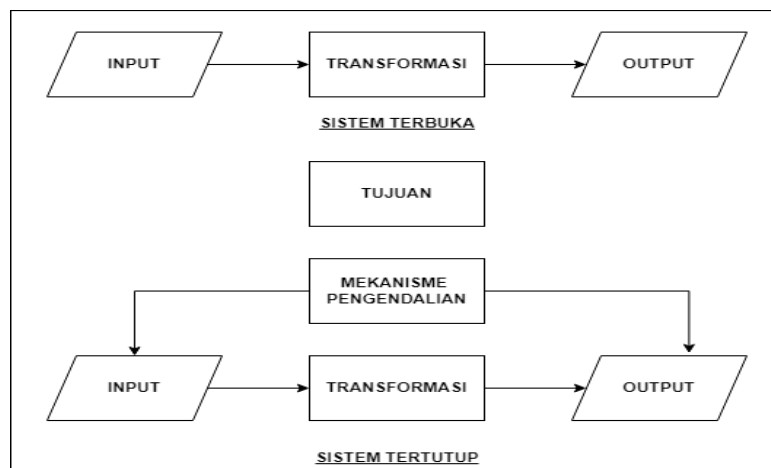 INPUT
TRANSFORMASI
OUTPUT
SISTEM TERBUKA
TUJUAN
MEKANISME
PENGENDALIAN
INPUT
TRANSFORMASI
OUTPUT
SISTEM TERTUTUP